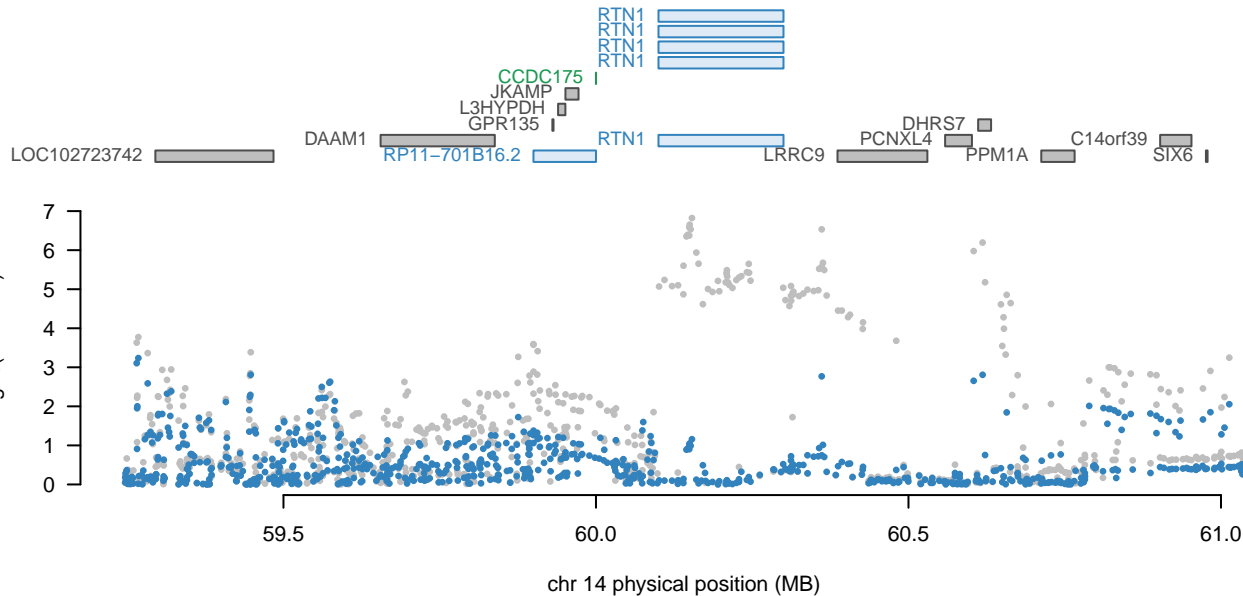 RTN1
RTN1
RTN1
RTN1
CCDC175
JKAMP
L3HYPDH
GPR135
DHRS7
DAAM1
RTN1
PCNXL4
C14orf39
LOC102723742
RP11−701B16.2
LRRC9
PPM1A
SIX6
7
6
5
4
3
2
1
0
59.5
60.0
60.5
61.0
chr 14 physical position (MB)